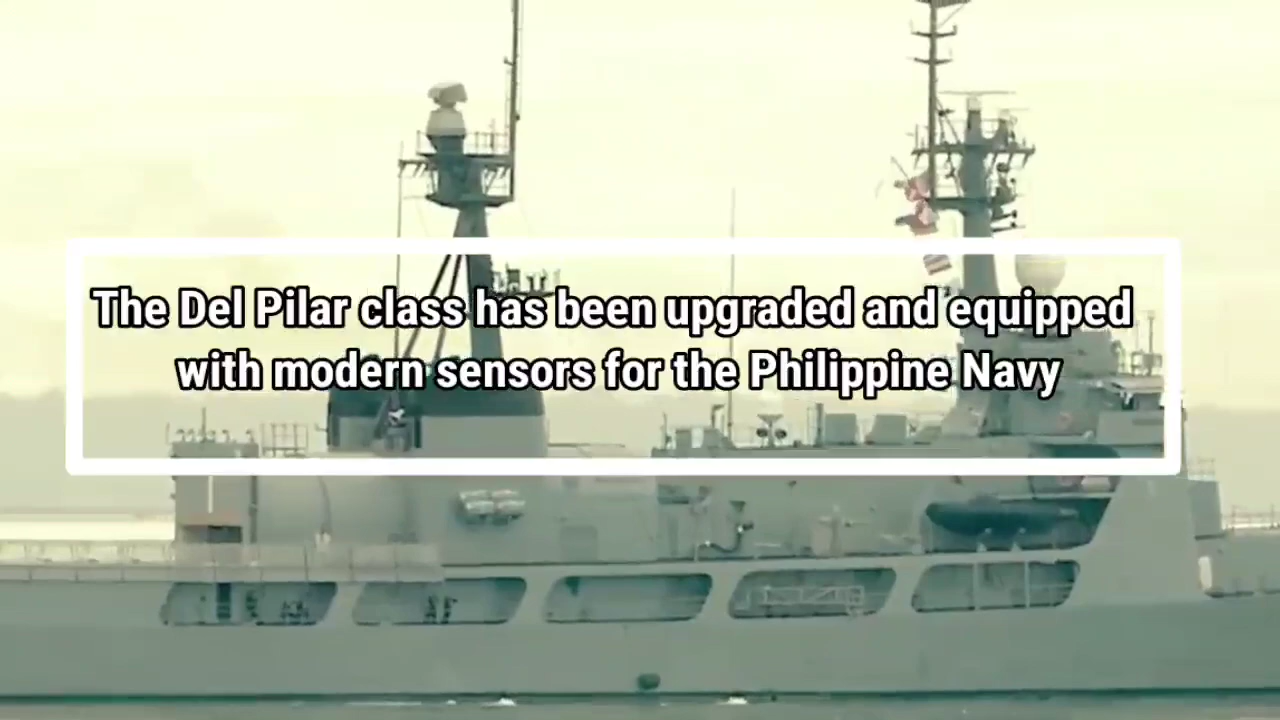 The Del Pilar class has been upgraded and equipped
with modern sensors for the Philippine Navy